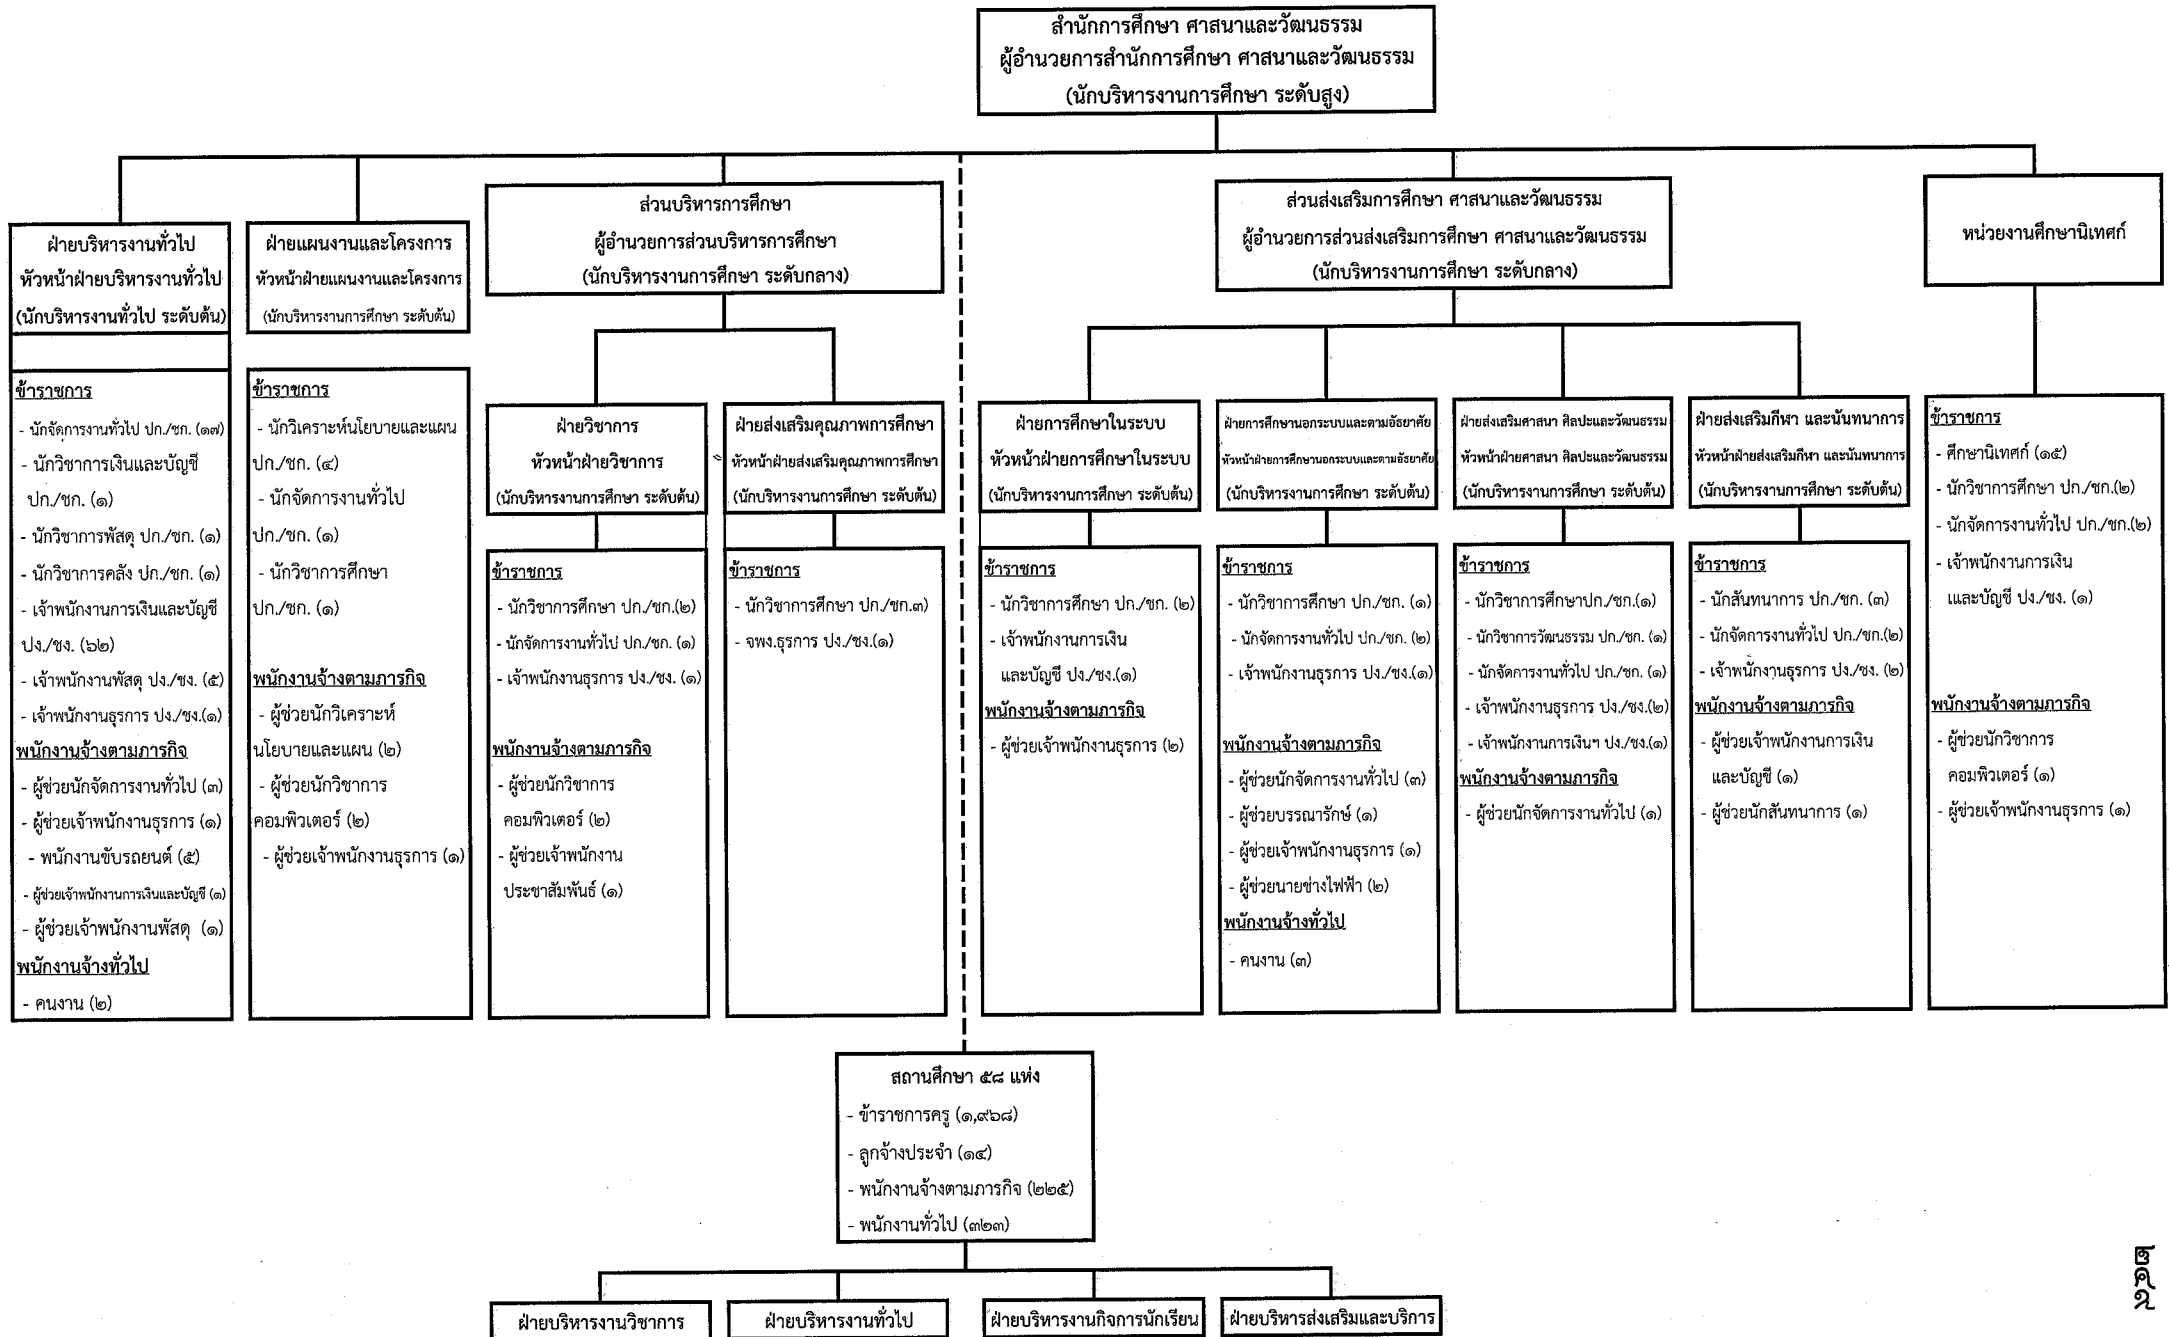 สำนักการศึกษา ศาสนาและวัฒนธรรม
ผู้อำนวยการสำนักการศึกษา ศาสนาและวัฒนธรรม
(นักบริหารงานการศึกษา ระดับสูง)
ฝ่ายบริหารงานทั่วไป
หัวหน้าฝ่ายบริหารงานทั่วไป
(นักบริหารงานทั่วไป ระดับต้น)
ข้าราชการ
- นักจัดการงานทั่วไป ปก./ชก. (๑๗)
- นักวิชาการเงินและบัญชี
ปก./ชก. (๑)
- นักวิชาการพัสดุ ปก./ชก. (๑)
- นักวิชาการคลัง ปก./ชก. (๑)
- เจ้าพนักงานการเงินและบัญชี
ปง./ชง. (๖๒)
- เจ้าพนักงานพัสดุ ปง./ชง. (๕)
- เจ้าพนักงานธุรการ ปง./ชง.(๑)
พนักงานจ้างตามภารกิจ
- ผู้ช่วยนักจัดการงานทั่วไป (๓)
- ผู้ช่วยเจ้าพนักงานธุรการ (๑)
- พนักงานขับรถยนต์ (๕)
- ผู้ช่วยเจ้าพนักงานการเงินและบัญชี (๑)
- ผู้ช่วยเจ้าพนักงานพัสดุ (๑)
พนักงานจ้างทั่วไป
- คนงาน (๒)
ฝ่ายแผนงานและโครงการ
หัวหน้าฝ่ายแผนงานและโครงการ
(นักบริหารงานการศึกษา ระดับต้น)
ข้าราชการ
- นักวิเคราะห์นโยบายและแผน
ปก./ชก. (๔)
- นักจัดการงานทั่วไป
ปก./ชก. (๑)
- นักวิชาการศึกษา
ปก./ชก. (๑)
พนักงานจ้างตามภารกิจ
- ผู้ช่วยนักวิเคราะห์
นโยบายและแผน (๒)
- ผู้ช่วยนักวิชาการ
คอมพิวเตอร์ (๒)
- ผู้ช่วยเจ้าพนักงานธุรการ (๑)
ส่วนบริหารการศึกษา
ผู้อำนวยการส่วนบริหารการศึกษา
(นักบริหารงานการศึกษา ระดับกลาง)
ฝ่ายวิชาการ
หัวหน้าฝ่ายวิชาการ
(นักบริหารงานการศึกษา ระดับต้น)
ข้าราชการ
- นักวิชาการศึกษา ปก./ชก.(๒)
- นักจัดการงานทั่วไป ปก./ชก. (๑)
- เจ้าพนักงานธุรการ ปง./ชง. (๑)
พนักงานจ้างตามภารกิจ
- ผู้ช่วยนักวิชาการ
คอมพิวเตอร์ (๒)
- ผู้ช่วยเจ้าพนักงาน
ประชาสัมพันธ์ (๑)
ฝ่ายส่งเสริมคุณภาพการศึกษา
หัวหน้าฝ่ายส่งเสริมคุณภาพการศึกษา
(นักบริหารงานการศึกษา ระดับต้น)
ข้าราชการ
- นักวิชาการศึกษา ปก./ชก.๓)
- จพง.ธุรการ ปง./ชง.(๑)
ส่วนส่งเสริมการศึกษา ศาสนาและวัฒนธรรม
ผู้อำนวยการส่วนส่งเสริมการศึกษา ศาสนาและวัฒนธรรม
(นักบริหารงานการศึกษา ระดับกลาง)
ฝ่ายการศึกษาในระบบ
หัวหน้าฝ่ายการศึกษาในระบบ
(นักบริหารงานการศึกษา ระดับต้น)
ข้าราชการ
- นักวิชาการศึกษา ปก./ชก. (๒)
- เจ้าพนักงานการเงิน
และบัญชี ปง./ชง.(๑)
พนักงานจ้างตามภารกิจ
- ผู้ช่วยเจ้าพนักงานธุรการ (๒)
ฝ่ายการศึกษานอกระบบและตามอัธยาศัย
หัวหน้าฝ่ายการศึกษานอกระบบและตามอัธยาศัย
(นักบริหารงานการศึกษา ระดับต้น)
ข้าราชการ
- นักวิชาการศึกษา ปก./ชก. (๑)
- นักจัดการงานทั่วไป ปก./ชก. (๒)
- เจ้าพนักงานธุรการ ปง./ชง.(๑)
พนักงานจ้างตามภารกิจ
- ผู้ช่วยนักจัดการงานทั่วไป (๓)
- ผู้ช่วยบรรณารักษ์ (๑)
- ผู้ช่วยเจ้าพนักงานธุรการ (๑)
- ผู้ช่วยนายช่างไฟฟ้า (๒)
พนักงานจ้างทั่วไป
- คนงาน (๓)
ฝ่ายส่งเสริมศาสนา ศิลปะและวัฒนธรรม
หัวหน้าฝ่ายศาสนา ศิลปะและวัฒนธรรม
(นักบริหารงานการศึกษา ระดับต้น)
ข้าราชการ
- นักวิชาการศึกษาปก./ชก.(๑)
- นักวิชาการวัฒนธรรม ปก./ชก. (๑)
- นักจัดการงานทั่วไป ปก./ชก. (๑)
- เจ้าพนักงานธุรการ ปง./ชง.(๒)
- เจ้าพนักงานการเงินฯ ปง./ชง.(๑)
พนักงานจ้างตามภารกิจ
- ผู้ช่วยนักจัดการงานทั่วไป (๑)
ฝ่ายส่งเสริมกีฬา และนันทนาการ
หัวหน้าฝ่ายส่งเสริมกีฬา และนันทนาการ
(นักบริหารงานการศึกษา ระดับต้น)
ข้าราชการ
- นักสันทนาการ ปก./ชก. (๓)
- นักจัดการงานทั่วไป ปก./ชก.(๒)
- เจ้าพนักงานธุรการ ปง./ชง. (๒)
พนักงานจ้างตามภารกิจ
- ผู้ช่วยเจ้าพนักงานการเงิน
และบัญชี (๑)
- ผู้ช่วยนักสันทนาการ (๑)
หน่วยงานศึกษานิเทศก์
ข้าราชการ
- ศึกษานิเทศก์ (๑๕)
- นักวิชาการศึกษา ปก./ชก.(๒)
- นักจัดการงานทั่วไป ปก./ชก.(๒)
- เจ้าพนักงานการเงิน
และบัญชี ปง./ชง. (๑)
พนักงานจ้างตามภารกิจ
- ผู้ช่วยนักวิชาการ
คอมพิวเตอร์ (๑)
- ผู้ช่วยเจ้าพนักงานธุรการ (๑)
สถานศึกษา ๕๘ แห่ง
- ข้าราชการครู (๑,๙๖๘)
- ลูกจ้างประจำ (๑๔)
- พนักงานจ้างตามภารกิจ (๒๒๕)
- พนักงานทั่วไป (๓๒๓)
ฝ่ายบริหารงานวิชาการ
ฝ่ายบริหารงานทั่วไป
ฝ่ายบริหารงานกิจการนักเรียน
ฝ่ายบริหารส่งเสริมและบริการ